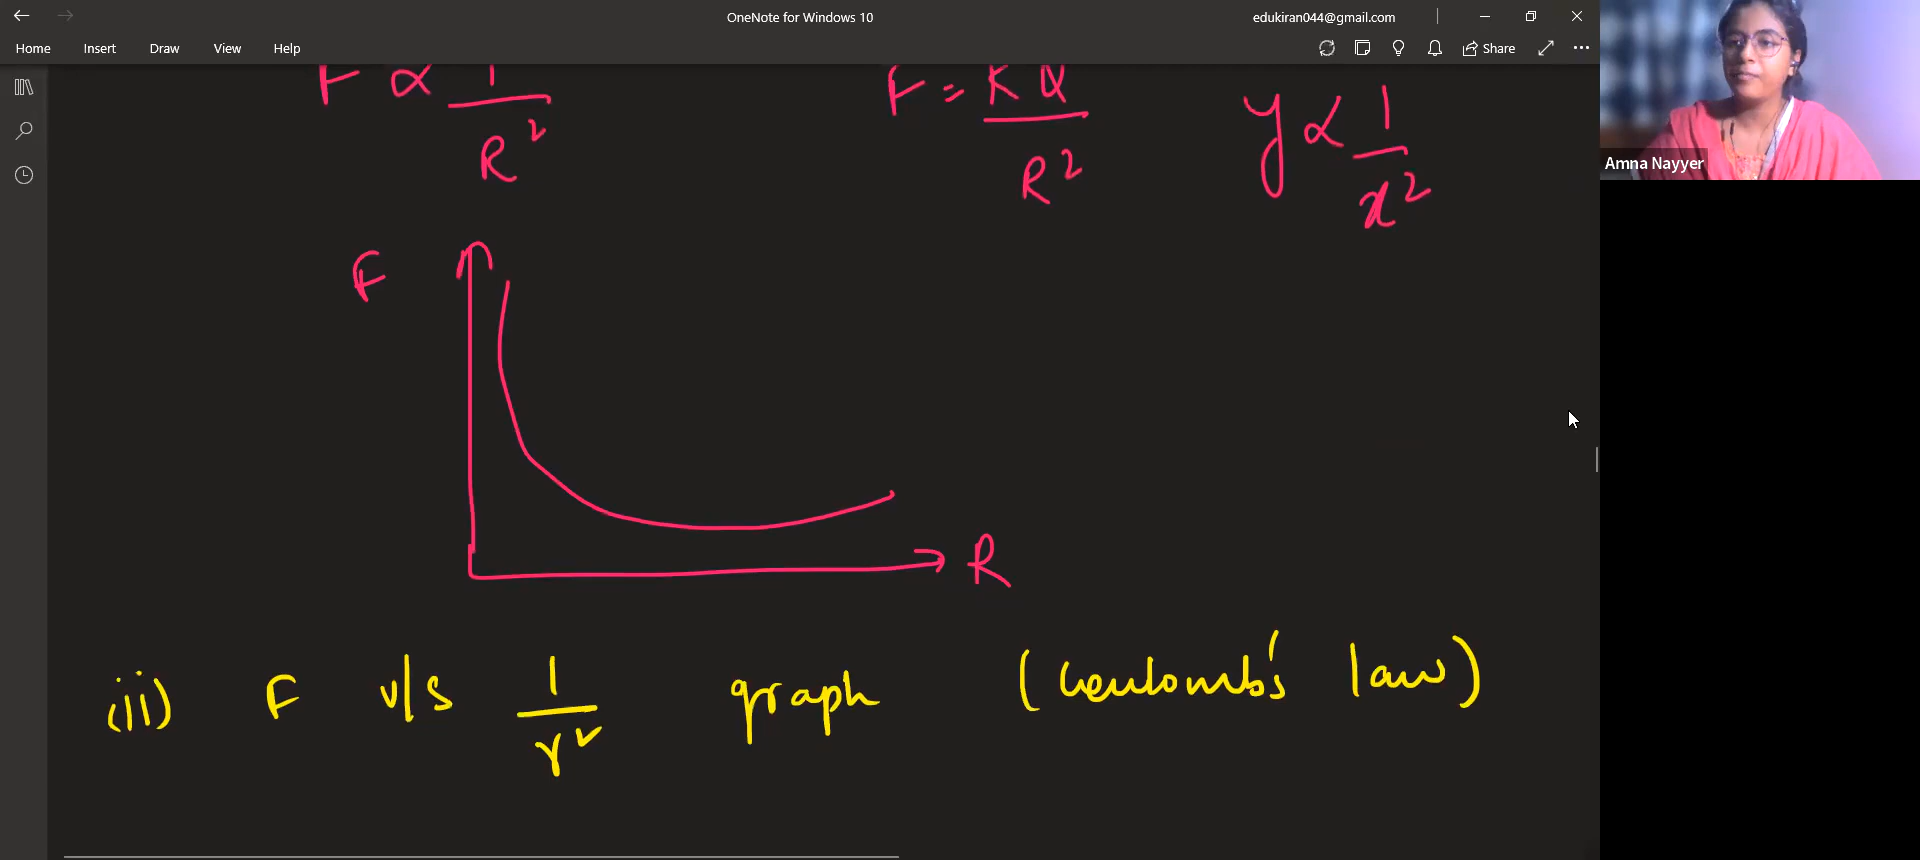 OneNote for Windows 10
edukiran044@gmail.com
Home Insert Draw View Help
Share
F ∝ 1/R²
F = KQ/R²
y ∝ 1/x²
Amna Nayyer
F
R
(ii) F v/s 1/r² graph (Coulomb's law)